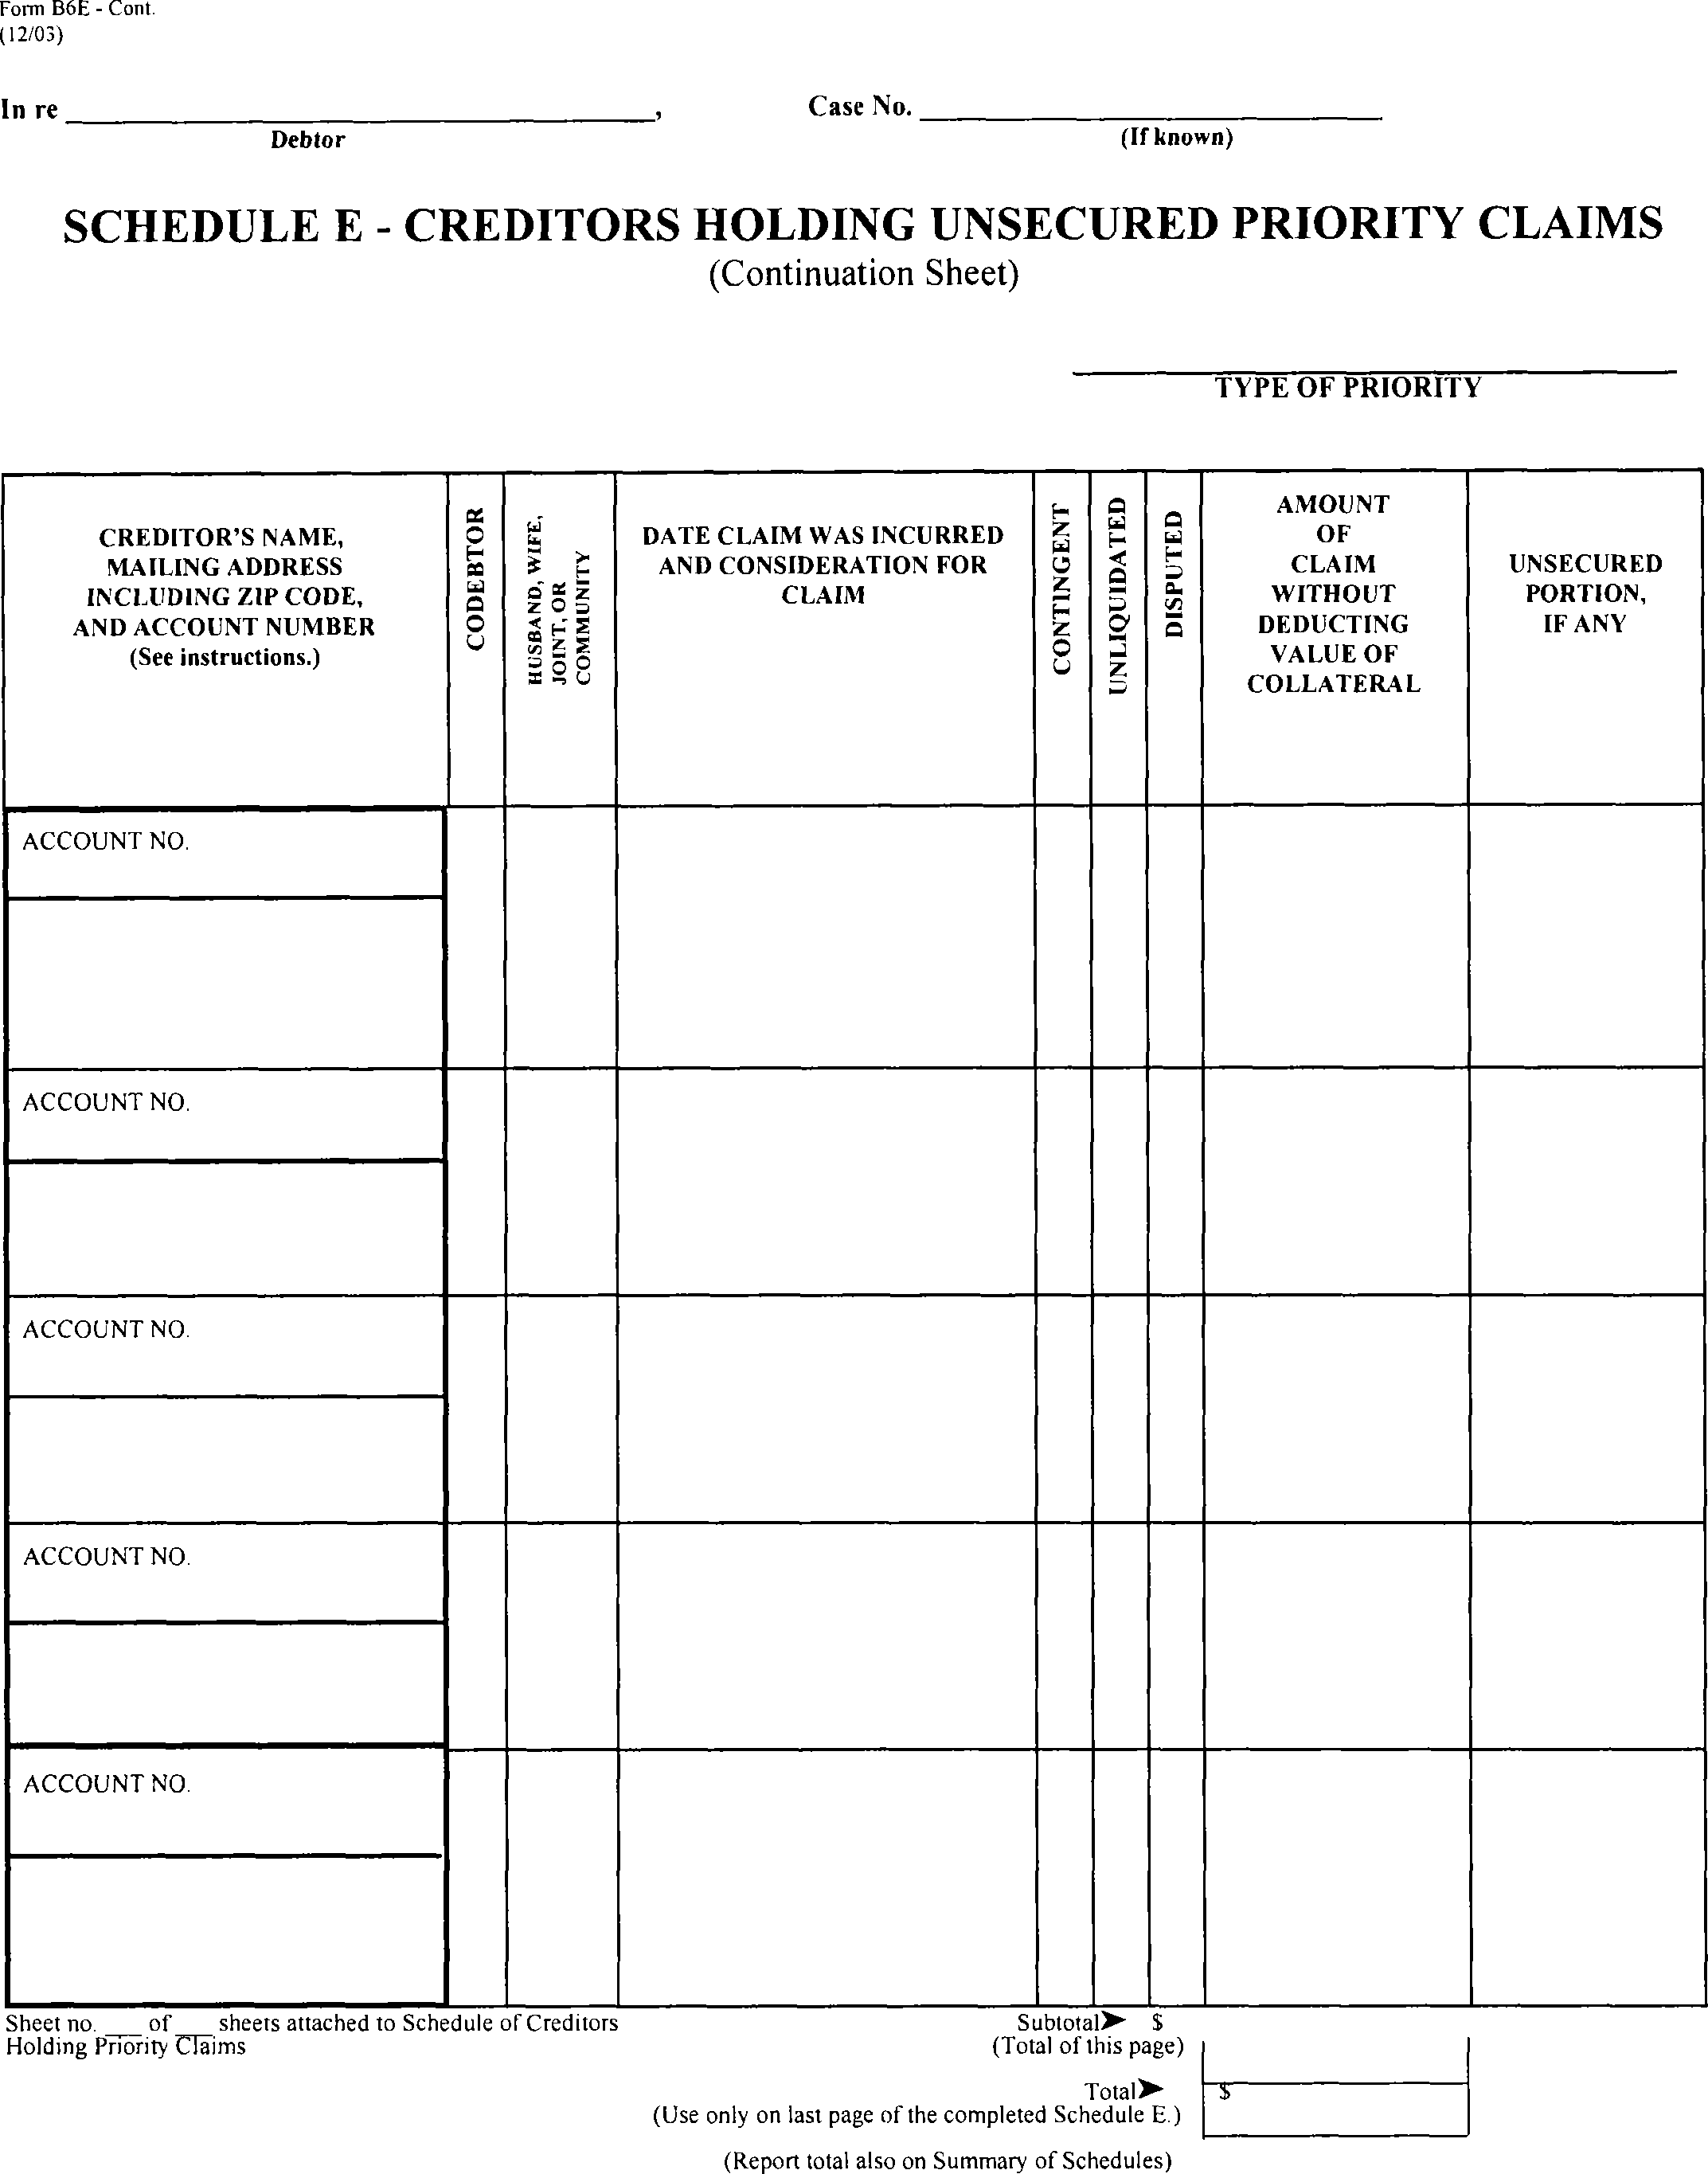 Form B6E - Cont.
(12/03)
In re ____________________, Case No. ____________________
Debtor (If known)
SCHEDULE E - CREDITORS HOLDING UNSECURED PRIORITY CLAIMS
(Continuation Sheet)
TYPE OF PRIORITY
CREDITOR'S NAME,
MAILING ADDRESS
INCLUDING ZIP CODE,
AND ACCOUNT NUMBER
(See instructions.)
CODEBTOR
HUSBAND, WIFE,
JOINT, OR
COMMUNITY
DATE CLAIM WAS INCURRED
AND CONSIDERATION FOR
CLAIM
CONTINGENT
UNLIQUIDATED
DISPUTED
AMOUNT
OF
CLAIM
WITHOUT
DEDUCTING
VALUE OF
COLLATERAL
UNSECURED
PORTION,
IF ANY
ACCOUNT NO.
ACCOUNT NO.
ACCOUNT NO.
ACCOUNT NO.
ACCOUNT NO.
Sheet no. ___ of ___ sheets attached to Schedule of Creditors
Holding Priority Claims
Subtotal➤ $
(Total of this page)
Total➤ $
(Use only on last page of the completed Schedule E.)
(Report total also on Summary of Schedules)